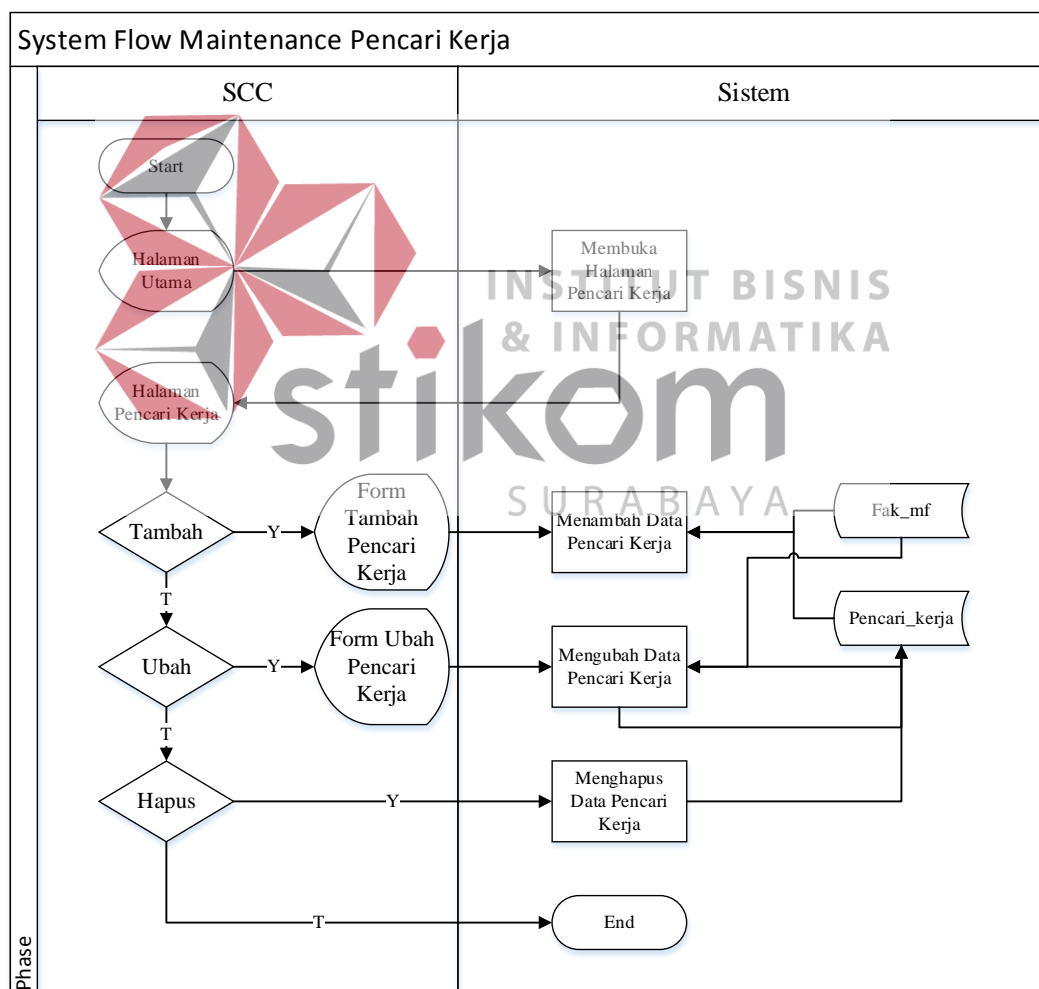 System Flow Maintenance Pencari Kerja
SCC
Sistem
Start
Halaman
Utama
Membuka
Halaman
Pencari Kerja
INSTITUT BISNIS
& INFORMATIKA
stikom
SURABAYA
Halaman
Pencari Kerja
Tambah
Y
Form
Tambah
Pencari
Kerja
Menambah Data
Pencari Kerja
Fak_mf
T
Pencari_kerja
Ubah
Y
Form Ubah
Pencari
Kerja
Mengubah Data
Pencari Kerja
T
Hapus
Y
Menghapus
Data Pencari
Kerja
T
End
Phase